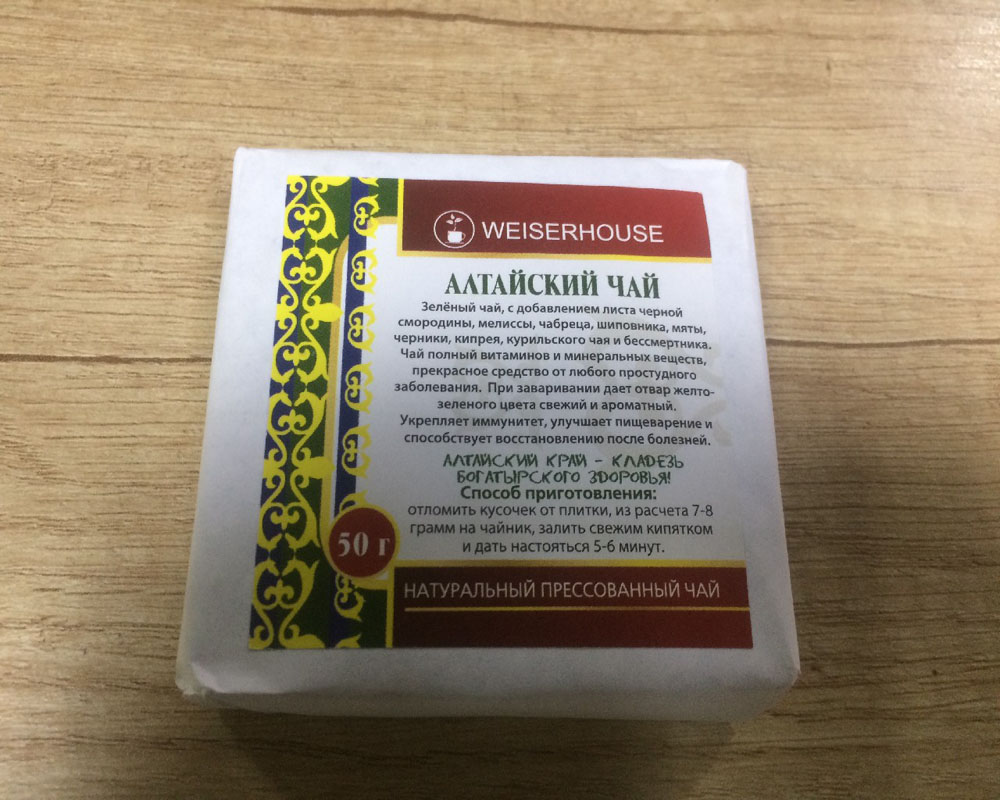 WEISERHOUSE
АЛТАЙСКИЙ ЧАЙ
Зелёный чай, с добавлением листа черной
смородины, мелиссы, чабреца, шиповника, мяты,
черники, кипрея, курильского чая и бессмертника.
Чай полный витаминов и минеральных веществ,
прекрасное средство от любого простудного
заболевания. При заваривании дает отвар желто-
зеленого цвета свежий и ароматный.
Укрепляет иммунитет, улучшает пищеварение и
способствует восстановлению после болезней.
АЛТАЙСКИЙ КРАЙ - КЛАДЕЗЬ
БОГАТЫРСКОГО ЗДОРОВЬЯ!
Способ приготовления:
отломить кусочек от плитки, из расчета 7-8
грамм на чайник, залить свежим кипятком
и дать настояться 5-6 минут.
50 г
НАТУРАЛЬНЫЙ ПРЕССОВАННЫЙ ЧАЙ